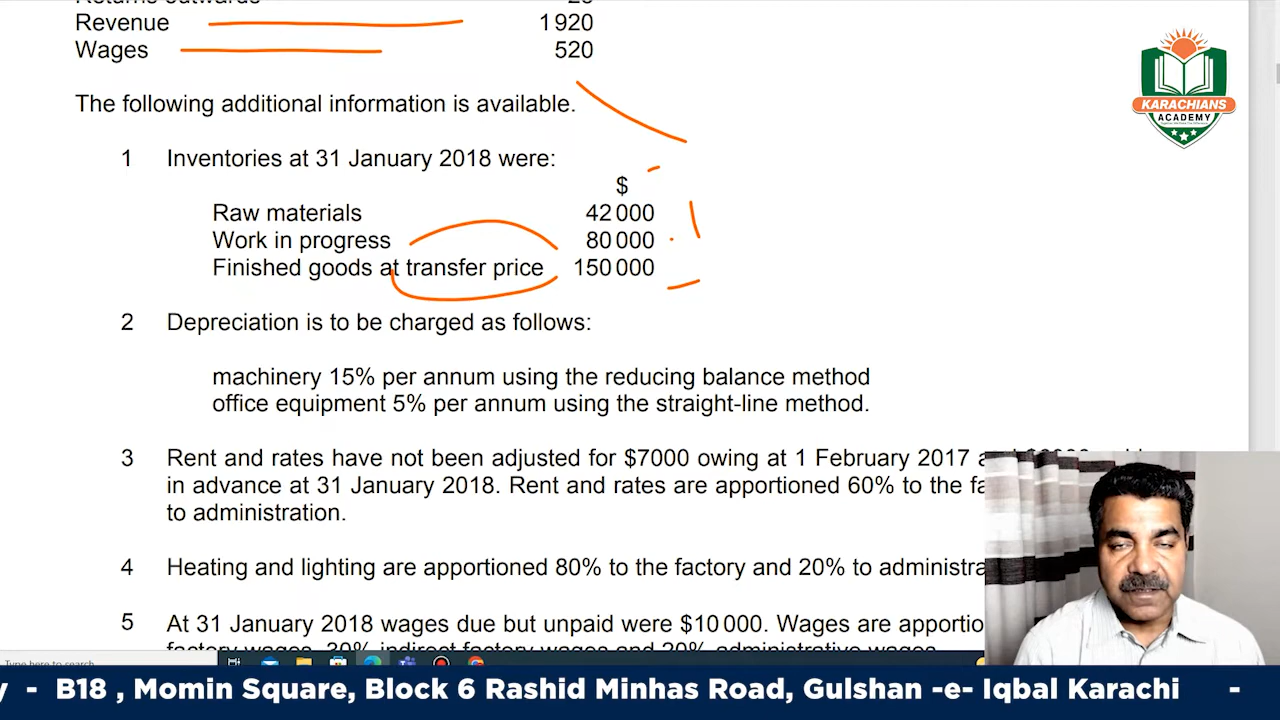 Revenue 1 920
Wages 520
The following additional information is available.
1 Inventories at 31 January 2018 were:
$
Raw materials 42 000
Work in progress 80 000
Finished goods at transfer price 150 000
2 Depreciation is to be charged as follows:
machinery 15% per annum using the reducing balance method
office equipment 5% per annum using the straight-line method.
3 Rent and rates have not been adjusted for $7000 owing at 1 February 2017
in advance at 31 January 2018. Rent and rates are apportioned 60% to the
to administration.
4 Heating and lighting are apportioned 80% to the factory and 20% to
5 At 31 January 2018 wages due but unpaid were $10 000. Wages are
KARACHIANS
ACADEMY
Type here to search
- B18 , Momin Square, Block 6 Rashid Minhas Road, Gulshan -e- Iqbal Karachi -